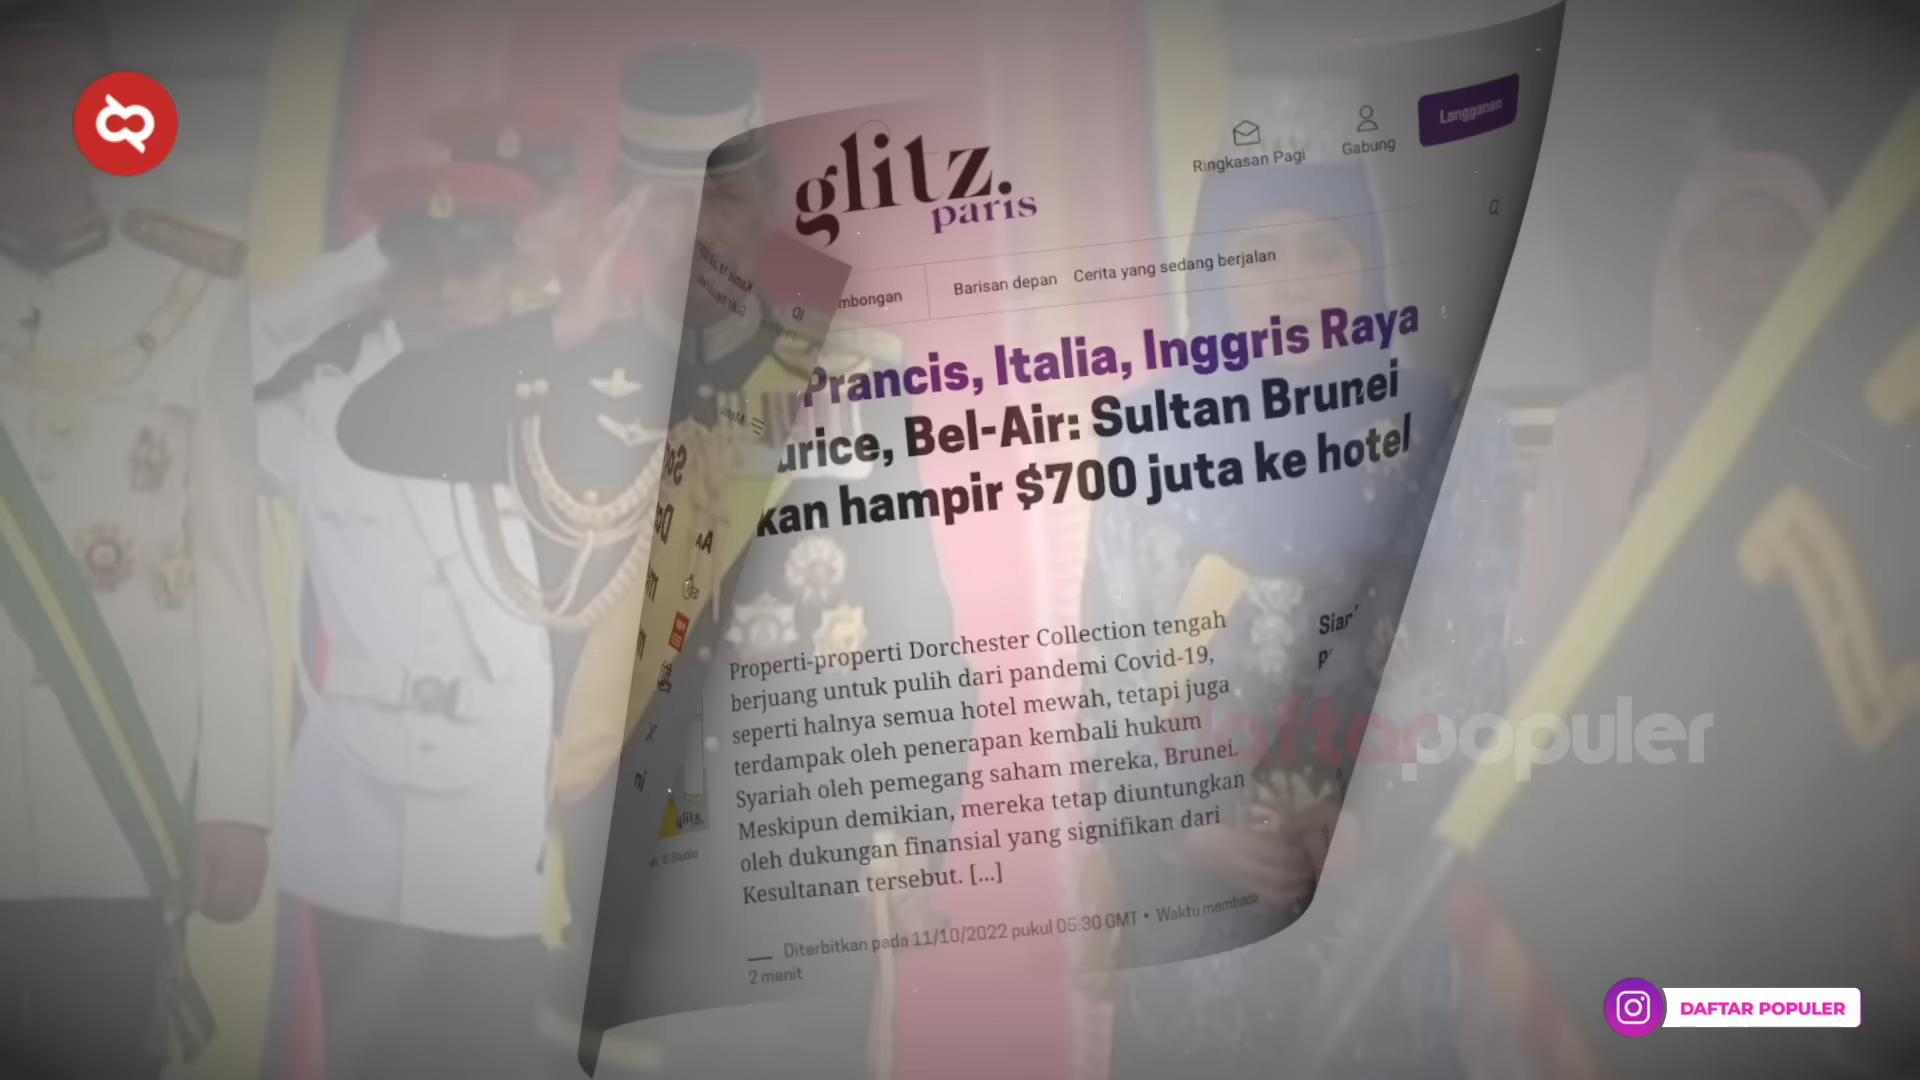 glitz.
paris
Ringkasan Pagi
Gabung
Langganan
mbongan
Barisan depan
Cerita yang sedang berjalan
Prancis, Italia, Inggris Raya
urice, Bel-Air: Sultan Brunei
kan hampir $700 juta ke hotel
Properti-properti Dorchester Collection tengah
berjuang untuk pulih dari pandemi Covid-19,
seperti halnya semua hotel mewah, tetapi juga
terdampak oleh penerapan kembali hukum
Syariah oleh pemegang saham mereka, Brunei.
Meskipun demikian, mereka tetap diuntungkan
oleh dukungan finansial yang signifikan dari
Kesultanan tersebut. [...]
Diterbitkan pada 11/10/2022 pukul 05:30 GMT • Waktu membaca
2 menit
daftarpopuler
glitz.
DAFTAR POPULER